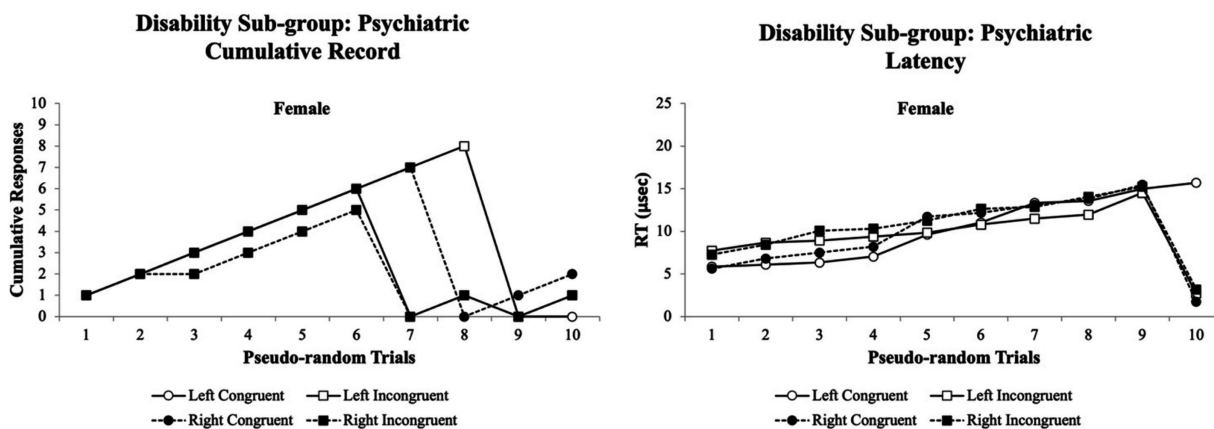 Disability Sub-group: Psychiatric
Cumulative Record
Female
Cumulative Responses
10
9
8
7
6
5
4
3
2
1
0
1 2 3 4 5 6 7 8 9 10
Pseudo-random Trials
Left Congruent Left Incongruent
Right Congruent Right Incongruent
Disability Sub-group: Psychiatric
Latency
Female
RT (µsec)
25
20
15
10
5
0
1 2 3 4 5 6 7 8 9 10
Pseudo-random Trials
Left Congruent Left Incongruent
Right Congruent Right Incongruent